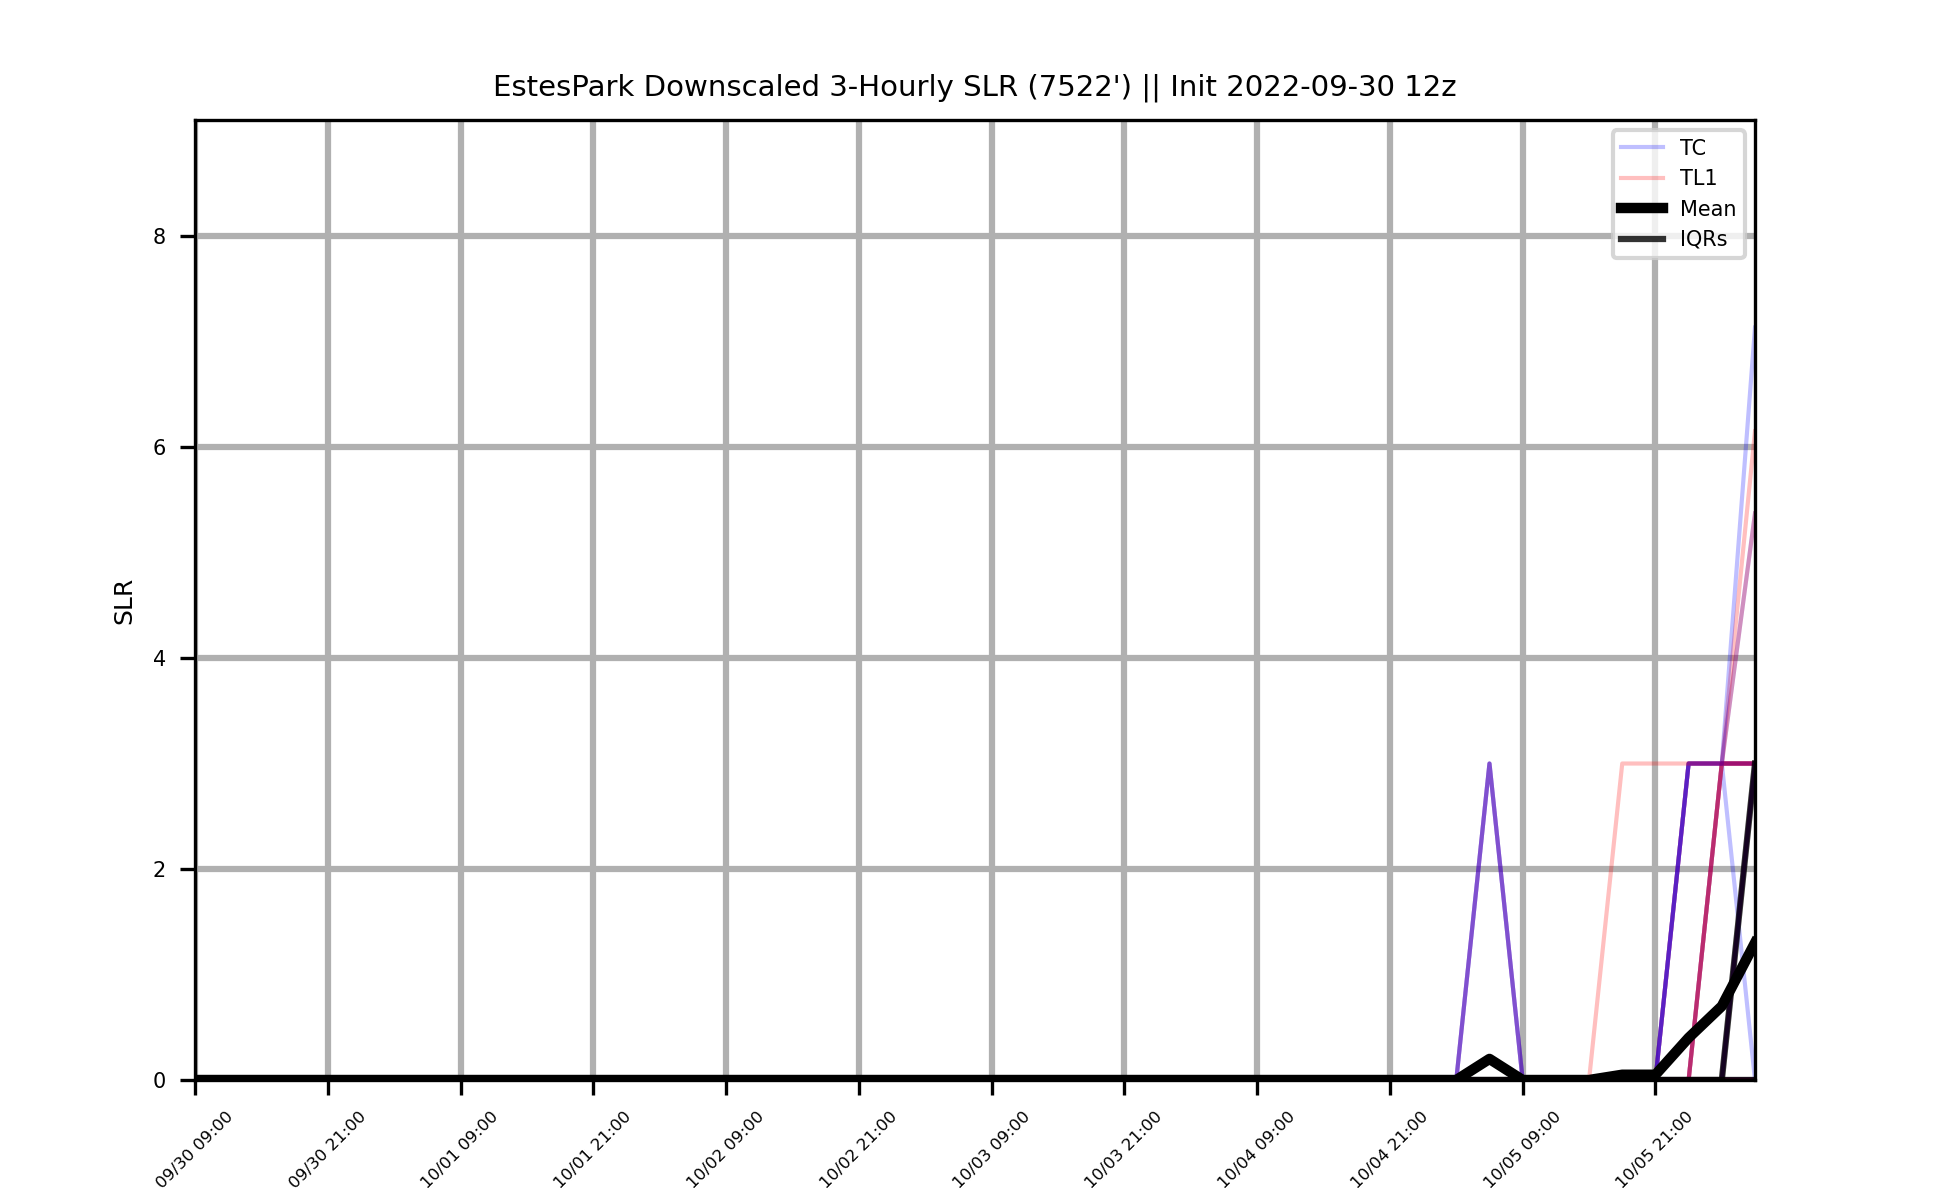 EstesPark Downscaled 3-Hourly SLR (7522') || Init 2022-09-30 12z
TC
TL1
Mean
IQRs
SLR
8
6
4
2
0
09/30 09:00
09/30 21:00
10/01 09:00
10/01 21:00
10/02 09:00
10/02 21:00
10/03 09:00
10/03 21:00
10/04 09:00
10/04 21:00
10/05 09:00
10/05 21:00